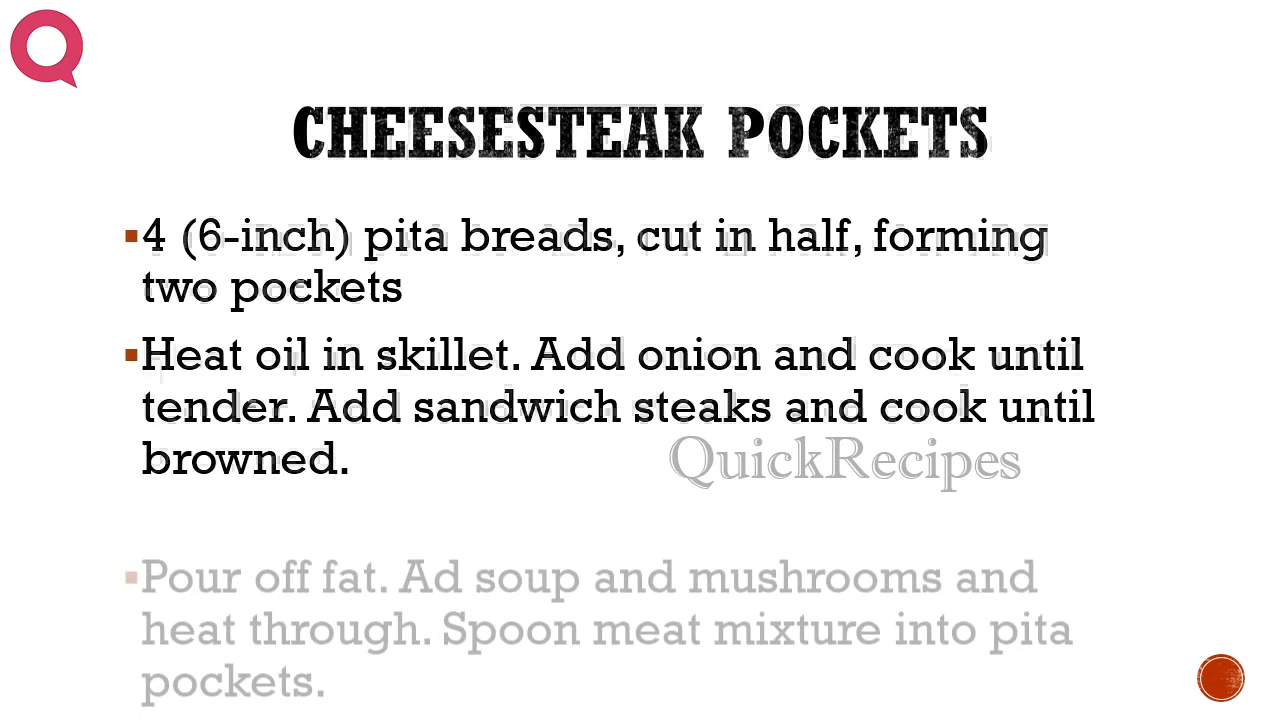 CHEESESTEAK POCKETS
▪4 (6-inch) pita breads, cut in half, forming
two pockets
▪Heat oil in skillet. Add onion and cook until
tender. Add sandwich steaks and cook until
browned.
QuickRecipes
▪Pour off fat. Ad soup and mushrooms and
heat through. Spoon meat mixture into pita
pockets.